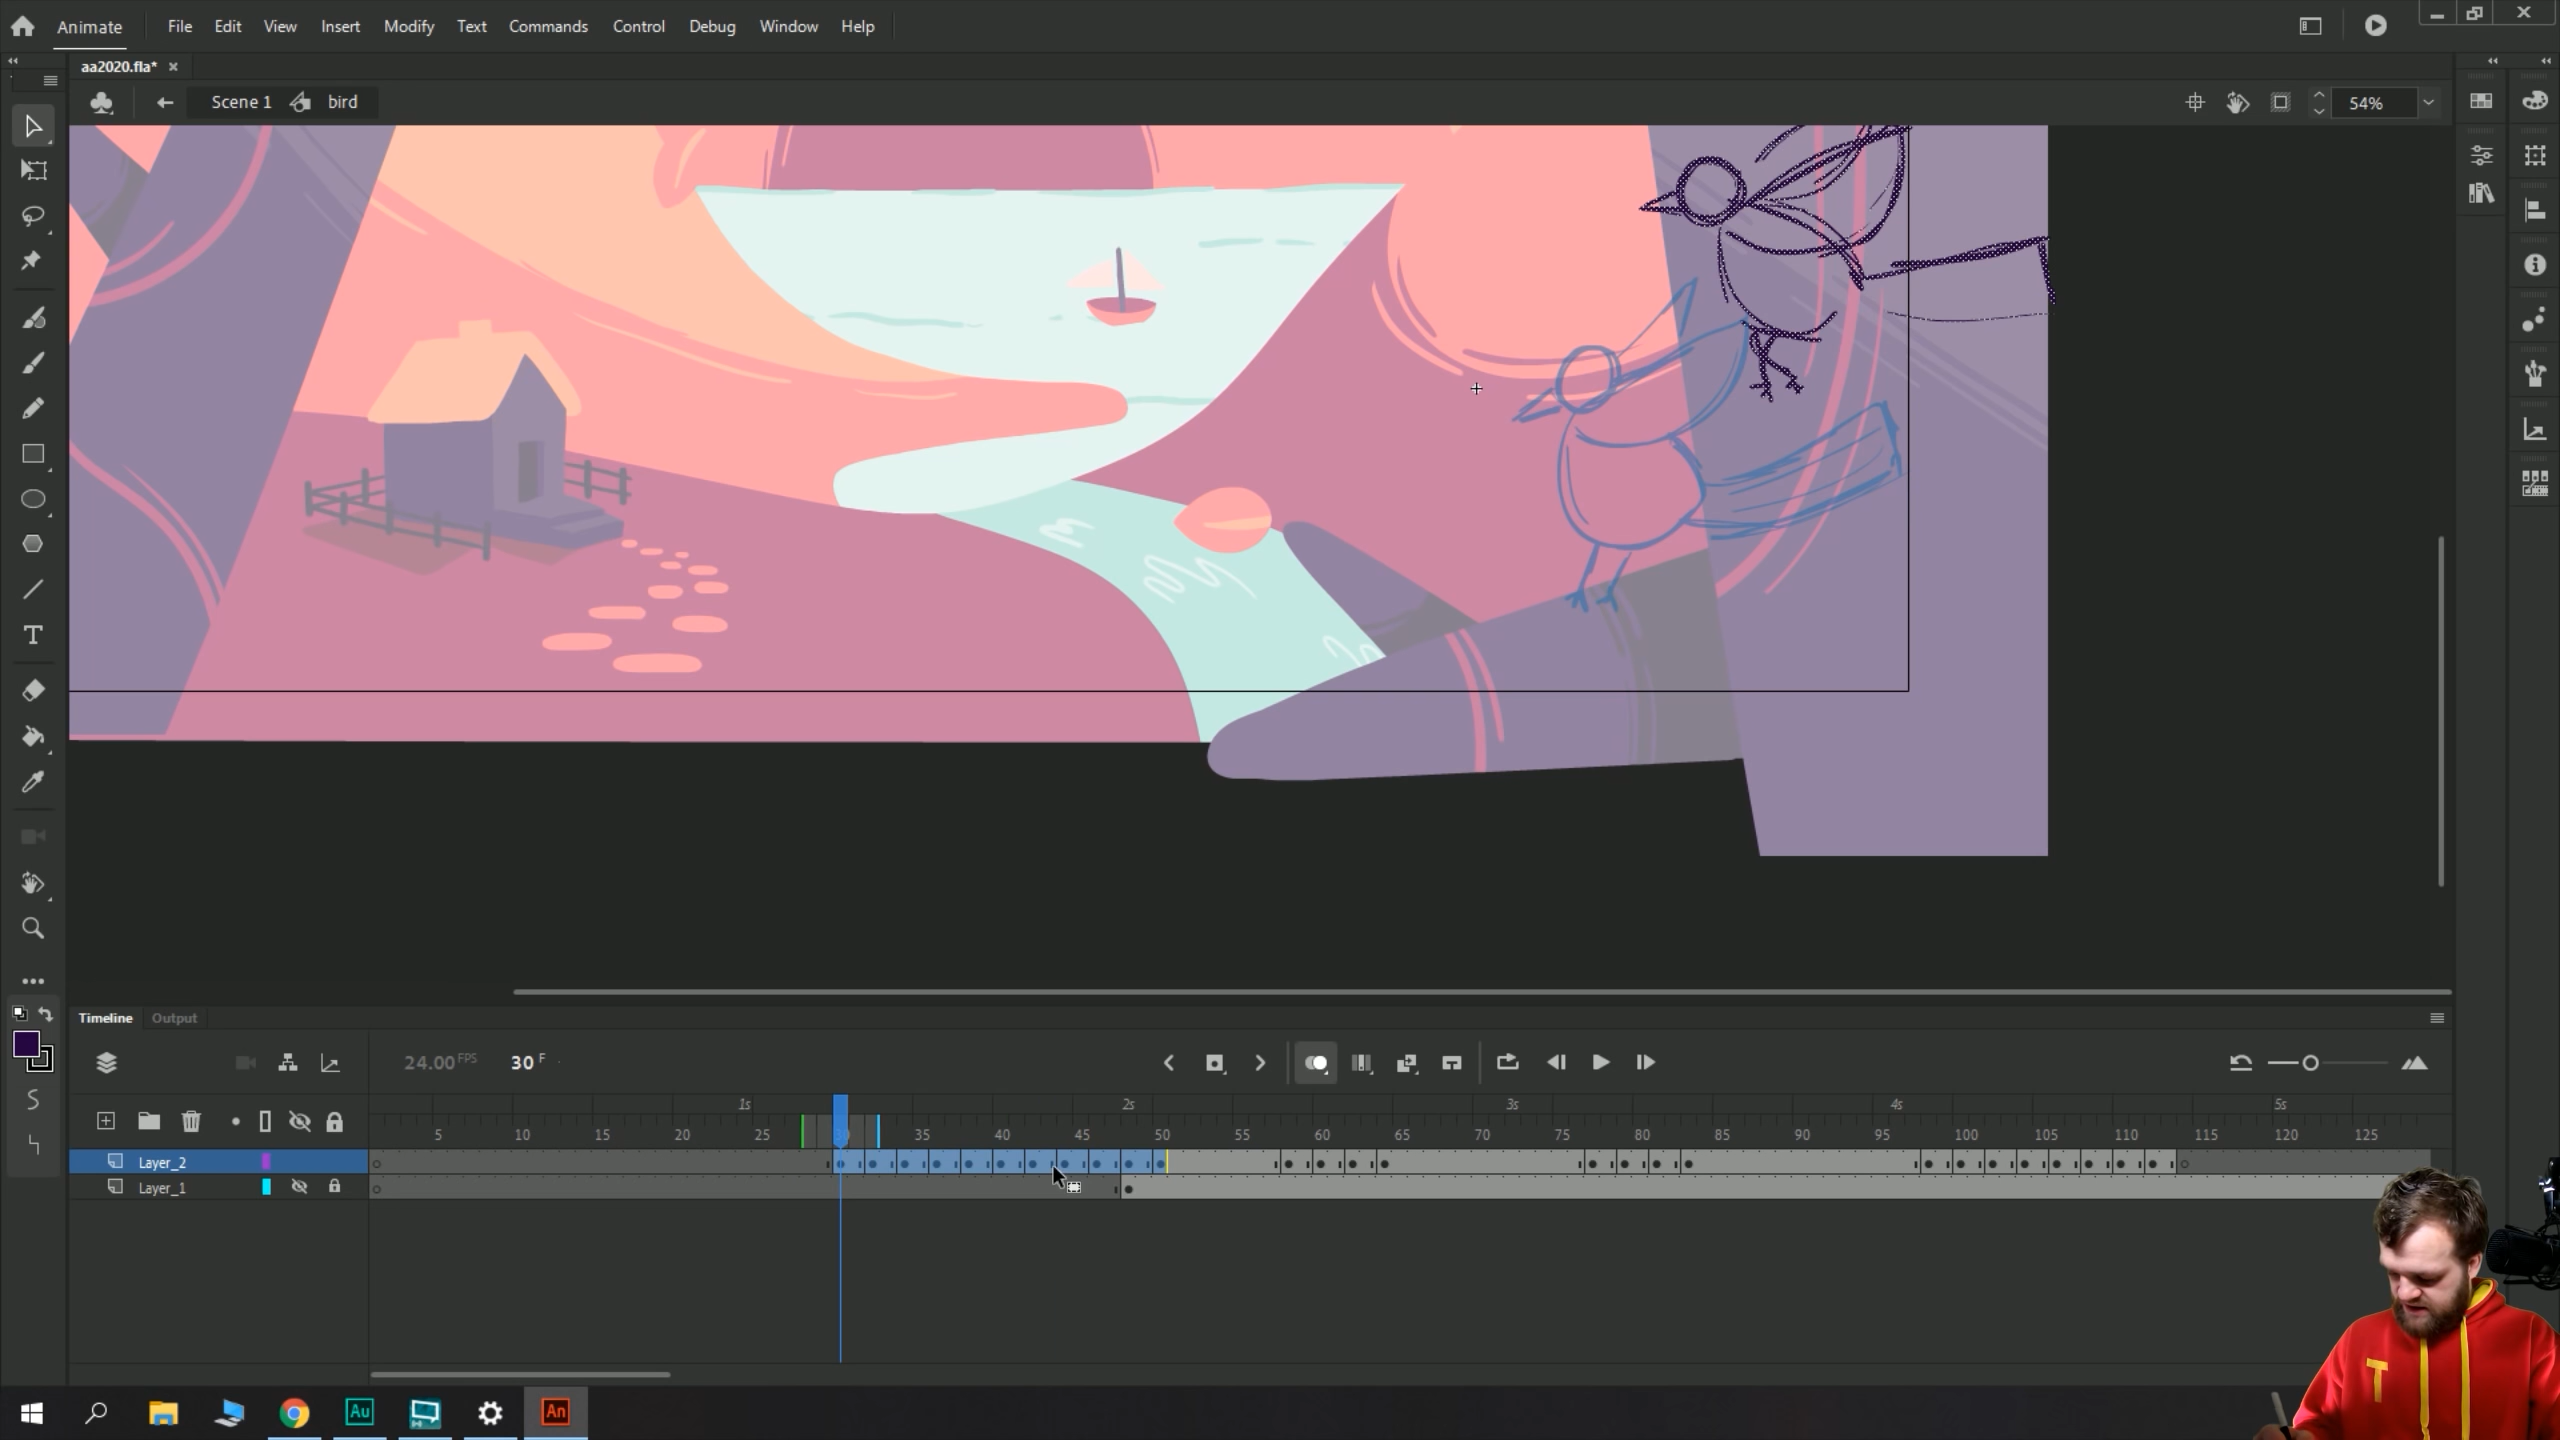 Animate File Edit View Insert Modify Text Commands Control Debug Window Help
aa2020.fla*
Scene 1 bird 54%
T
Timeline Output
24.00 FPS 30 F
1s 2s 3s 4s 5s
5 10 15 20 25 30 35 40 45 50 55 60 65 70 75 80 85 90 95 100 105 110 115 120 125
Layer_2
Layer_1
T
Au An